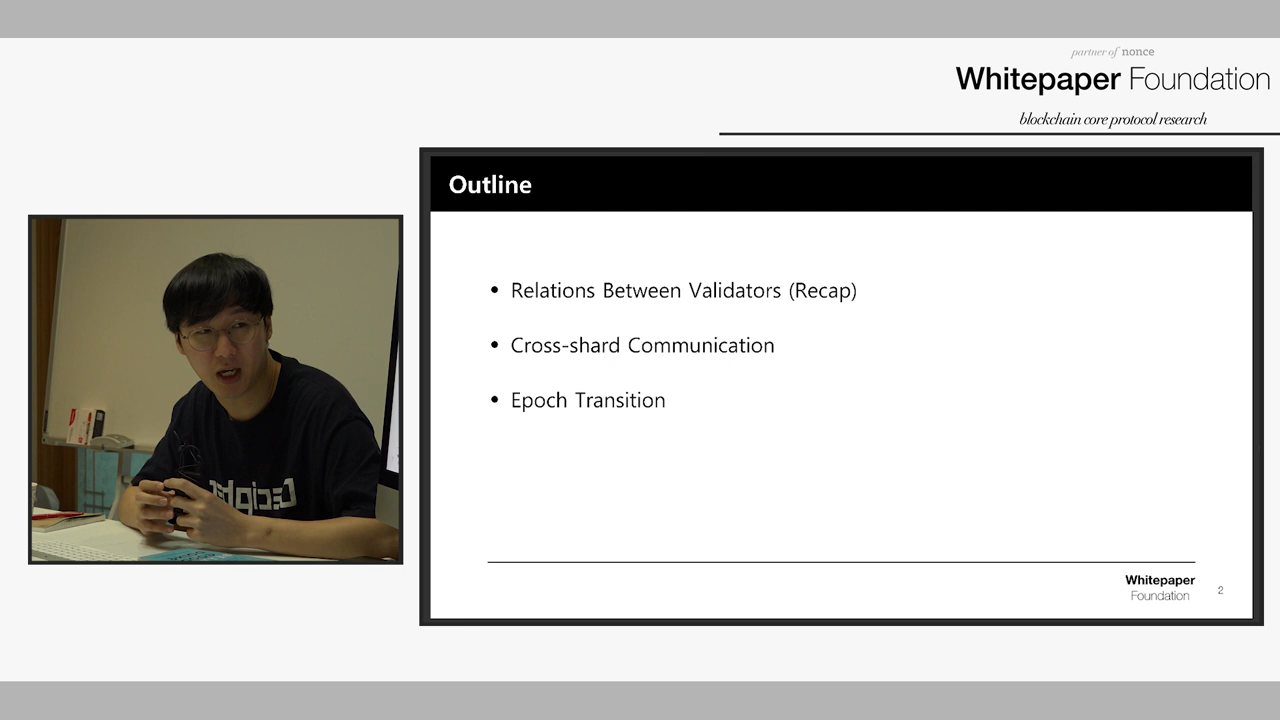 partner of nonce
Whitepaper Foundation
blockchain core protocol research
Outline
• Relations Between Validators (Recap)
• Cross-shard Communication
• Epoch Transition
Whitepaper
Foundation
2